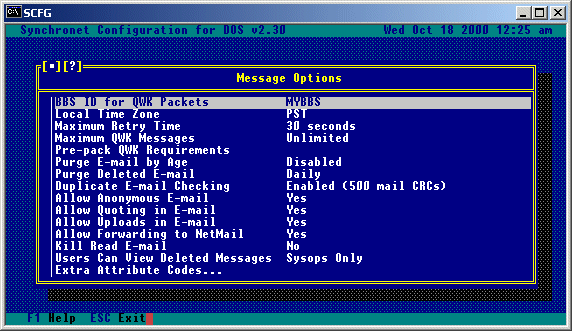 SCFG
Synchronet Configuration for DOS v2.30 Wed Oct 18 2000 12:25 am
[■][?]
Message Options
BBS ID for QWK Packets MYBBS
Local Time Zone PST
Maximum Retry Time 30 seconds
Maximum QWK Messages Unlimited
Pre-pack QWK Requirements
Purge E-mail by Age Disabled
Purge Deleted E-mail Daily
Duplicate E-mail Checking Enabled (500 mail CRCs)
Allow Anonymous E-mail Yes
Allow Quoting in E-mail Yes
Allow Uploads in E-mail Yes
Allow Forwarding to NetMail Yes
Kill Read E-mail No
Users Can View Deleted Messages Sysops Only
Extra Attribute Codes...
F1 Help ESC Exit